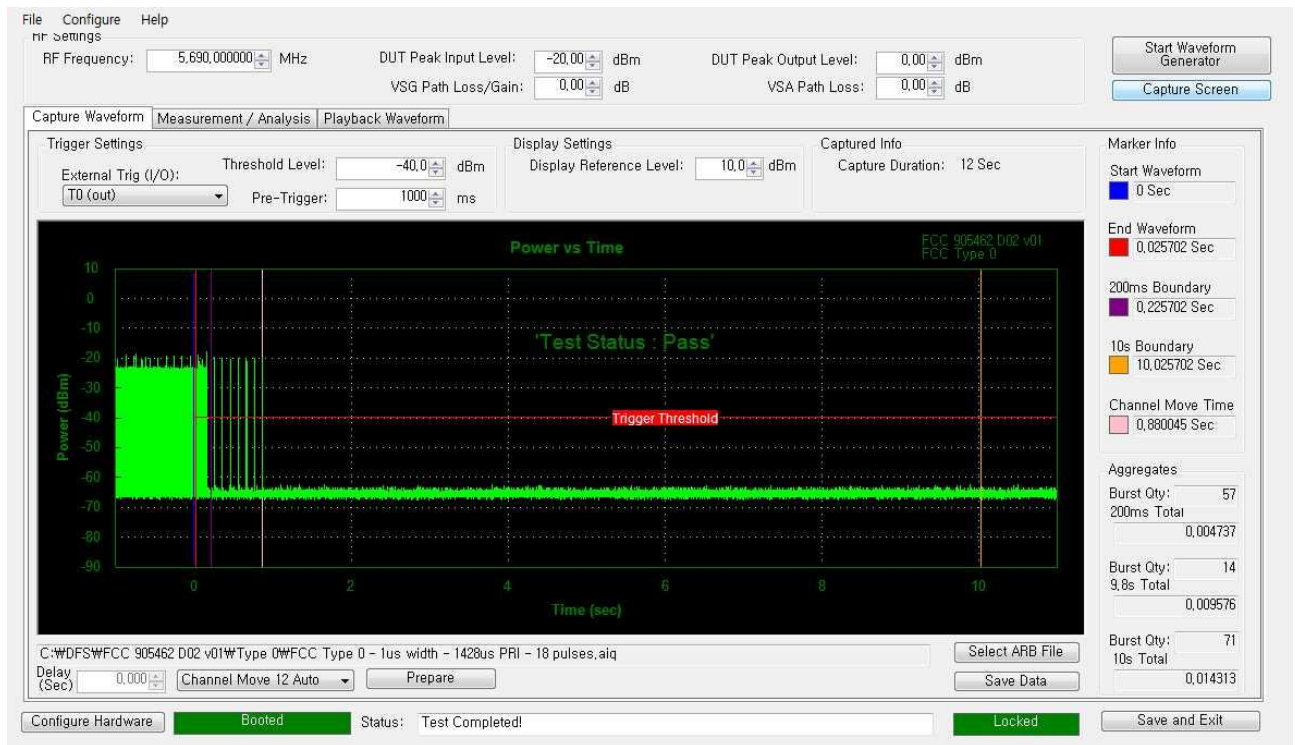 File Configure Help
RF Settings
RF Frequency: 5,690,000000 MHz DUT Peak Input Level: -20,00 dBm DUT Peak Output Level: 0,00 dBm
VSG Path Loss/Gain: 0,00 dB VSA Path Loss: 0,00 dB
Start Waveform Generator
Capture Screen
Capture Waveform Measurement / Analysis Playback Waveform
Trigger Settings
External Trig (I/O):
T0 (out)
Threshold Level: -40,0 dBm
Pre-Trigger: 1000 ms
Display Settings
Display Reference Level: 10,0 dBm
Captured Info
Capture Duration: 12 Sec
Power vs Time
FCC 905462 D02 v01
FCC Type 0
'Test Status : Pass'
Trigger Threshold
Power (dBm)
10
0
-10
-20
-30
-40
-50
-60
-70
-80
-90
0 2 4 6 8 10
Time (sec)
Marker Info
Start Waveform
0 Sec
End Waveform
0,025702 Sec
200ms Boundary
0,225702 Sec
10s Boundary
10,025702 Sec
Channel Move Time
0,880045 Sec
Aggregates
Burst Qty: 57
200ms Total
0,004737
Burst Qty: 14
9,8s Total
0,009576
Burst Qty: 71
10s Total
0,014313
C:₩DFS₩FCC 905462 D02 v01₩Type 0₩FCC Type 0 - 1us width - 1428us PRI - 18 pulses,aiq
Select ARB File
Delay (Sec) 0,000 Channel Move 12 Auto Prepare
Save Data
Configure Hardware Booted Status: Test Completed! Locked Save and Exit